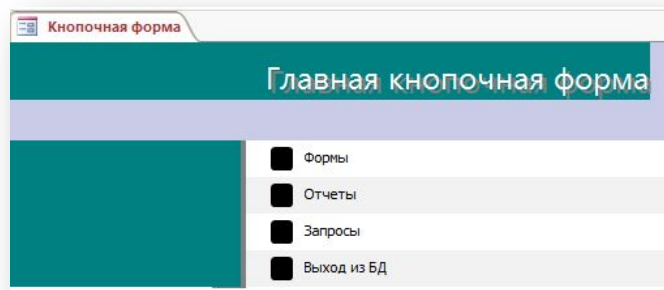 Кнопочная форма
Главная кнопочная форма
Формы
Отчеты
Запросы
Выход из БД